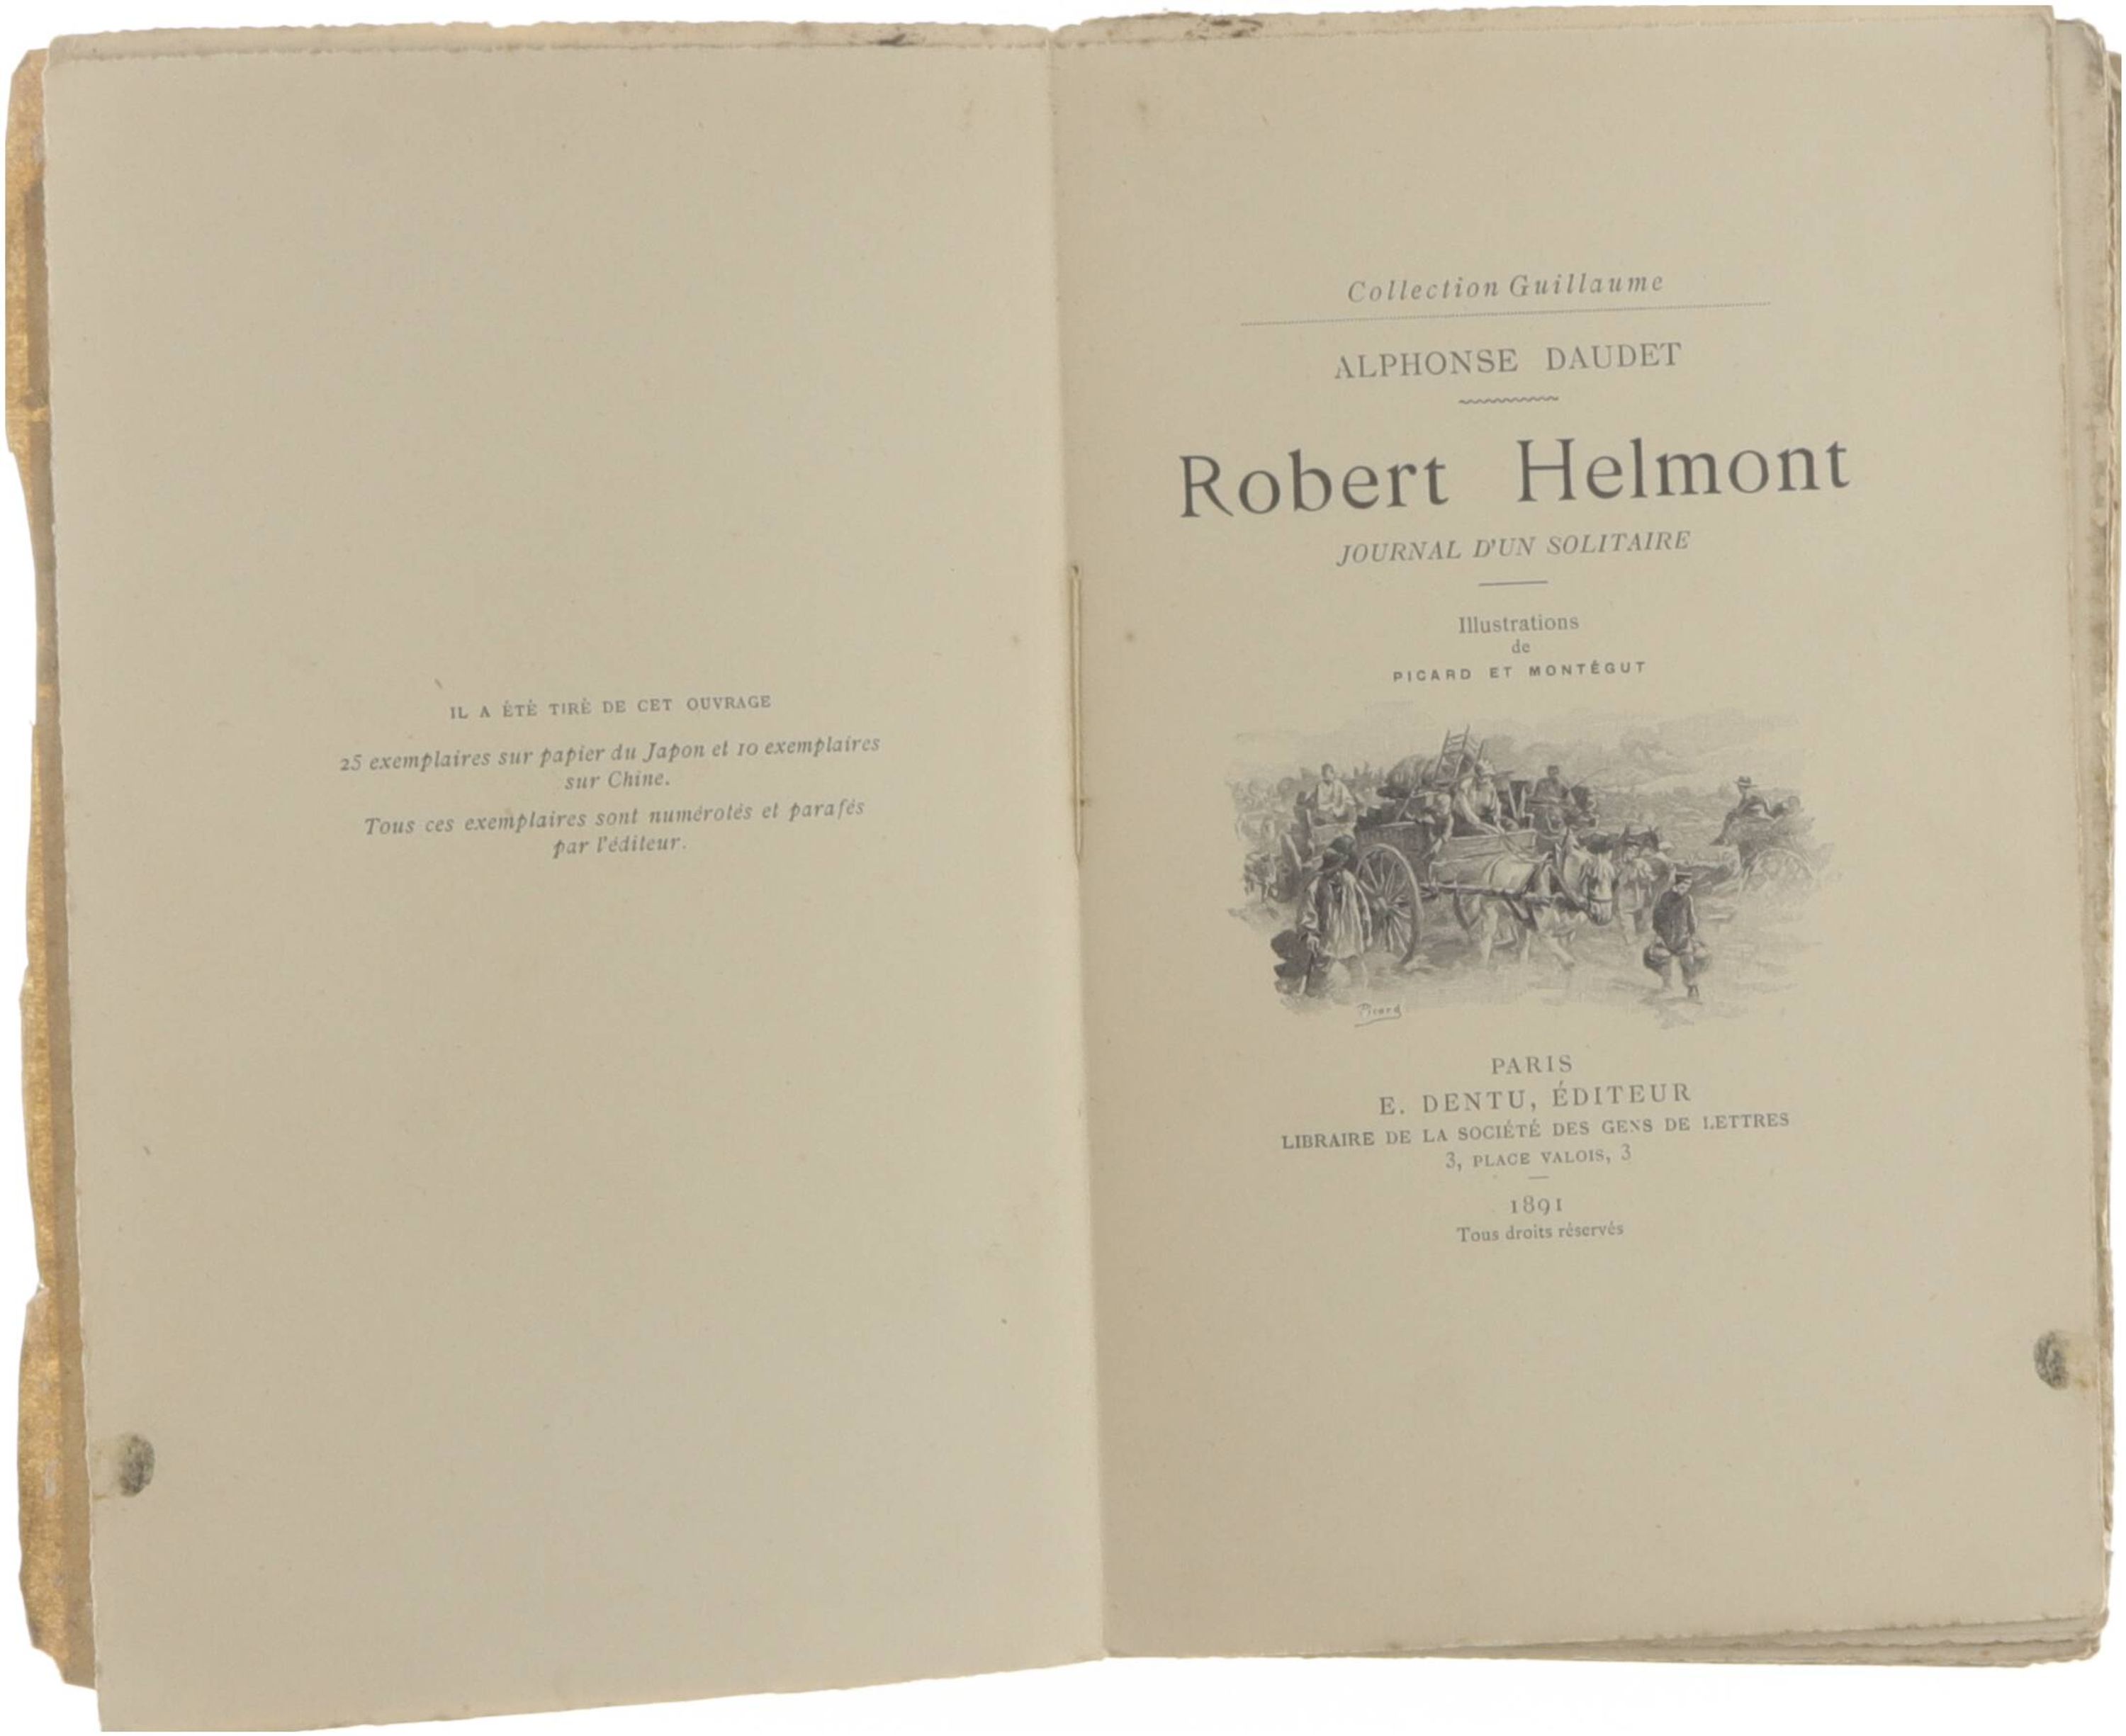 IL A ÉTÉ TIRÉ DE CET OUVRAGE
25 exemplaires sur papier du Japon et 10 exemplaires
sur Chine.
Tous ces exemplaires sont numérotés et parafés
par l'éditeur.
Collection Guillaume
ALPHONSE DAUDET
Robert Helmont
JOURNAL D'UN SOLITAIRE
Illustrations
de
PICARD ET MONTÉGUT
Picard
PARIS
E. DENTU, ÉDITEUR
LIBRAIRE DE LA SOCIÉTÉ DES GENS DE LETTRES
3, PLACE VALOIS, 3
1891
Tous droits réservés